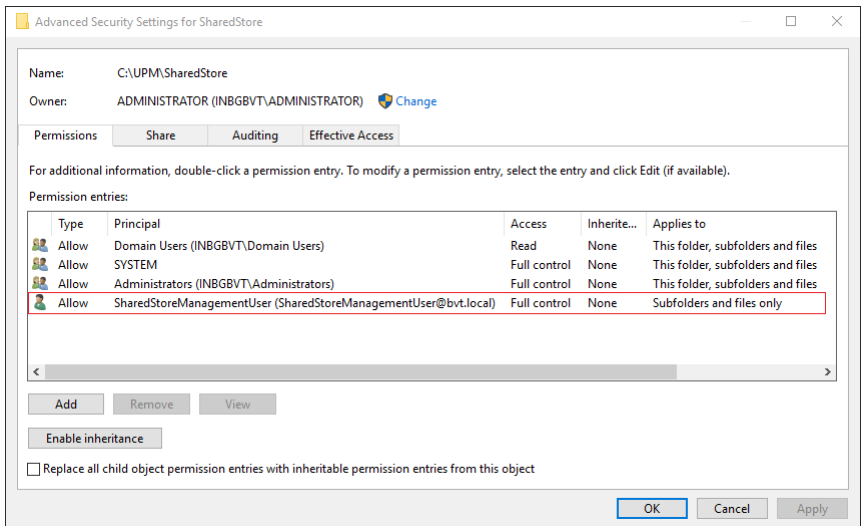 Advanced Security Settings for SharedStore
Name: C:\UPM\SharedStore
Owner: ADMINISTRATOR (INBGBVT\ADMINISTRATOR) Change
Permissions Share Auditing Effective Access
For additional information, double-click a permission entry. To modify a permission entry, select the entry and click Edit (if available).
Permission entries:
Type Principal Access Inherite... Applies to
Allow Domain Users (INBGBVT\Domain Users) Read None This folder, subfolders and files
Allow SYSTEM Full control None This folder, subfolders and files
Allow Administrators (INBGBVT\Administrators) Full control None This folder, subfolders and files
Allow SharedStoreManagementUser (SharedStoreManagementUser@bvt.local) Full control None Subfolders and files only
Add Remove View
Enable inheritance
Replace all child object permission entries with inheritable permission entries from this object
OK Cancel Apply